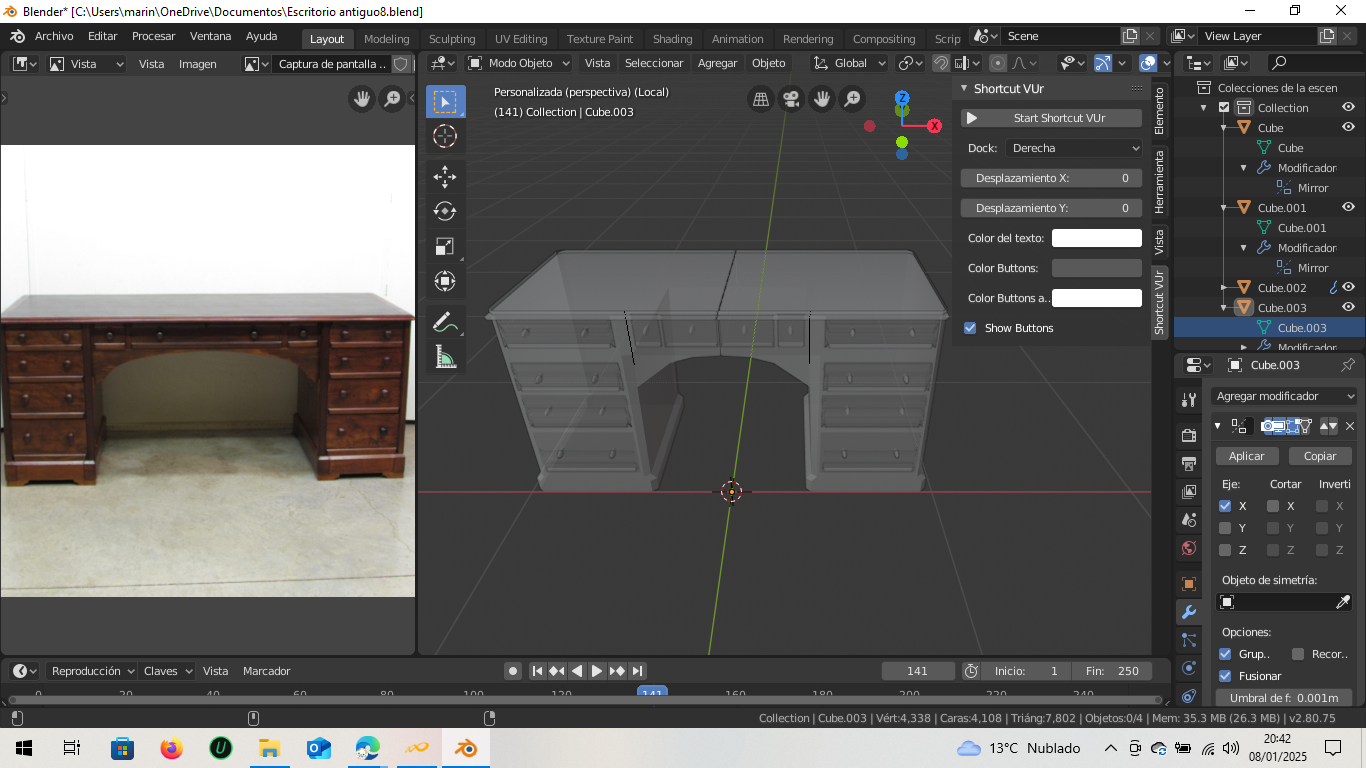 Blender* [C:\Users\marin\OneDrive\Documentos\Escritorio antiguo8.blend]
Archivo Editar Procesar Ventana Ayuda Layout Modeling Sculpting UV Editing Texture Paint Shading Animation Rendering Compositing Scrip Scene View Layer
Vista Vista Imagen Captura de pantalla .. Modo Objeto Vista Seleccionar Agregar Objeto Global
Personalizada (perspectiva) (Local)
(141) Collection | Cube.003
Z
X
Shortcut VUr
Start Shortcut VUr
Dock: Derecha
Desplazamiento X: 0
Desplazamiento Y: 0
Color del texto:
Color Buttons:
Color Buttons a..
Show Buttons
Elemento
Herramienta
Vista
Shortcut VUr
Colecciones de la escen
Collection
Cube
Cube
Modificador
Mirror
Cube.001
Cube.001
Modificador
Mirror
Cube.002
Cube.003
Cube.003
Modificador
Cube.003
Agregar modificador
Aplicar Copiar
Eje: Cortar Inverti
X X X
Y Y Y
Z Z Z
Objeto de simetría:
Opciones:
Grup.. Recor..
Fusionar
Umbral de f: 0.001m
Reproducción Claves Vista Marcador 141 Inicio: 1 Fin: 250
0 20 40 60 80 100 120 141 160 180 200 220 240
Collection | Cube.003 | Vért:4,338 | Caras:4,108 | Triáng:7,802 | Objetos:0/4 | Mem: 35.3 MB (26.3 MB) | v2.80.75
13°C Nublado
20:42
08/01/2025